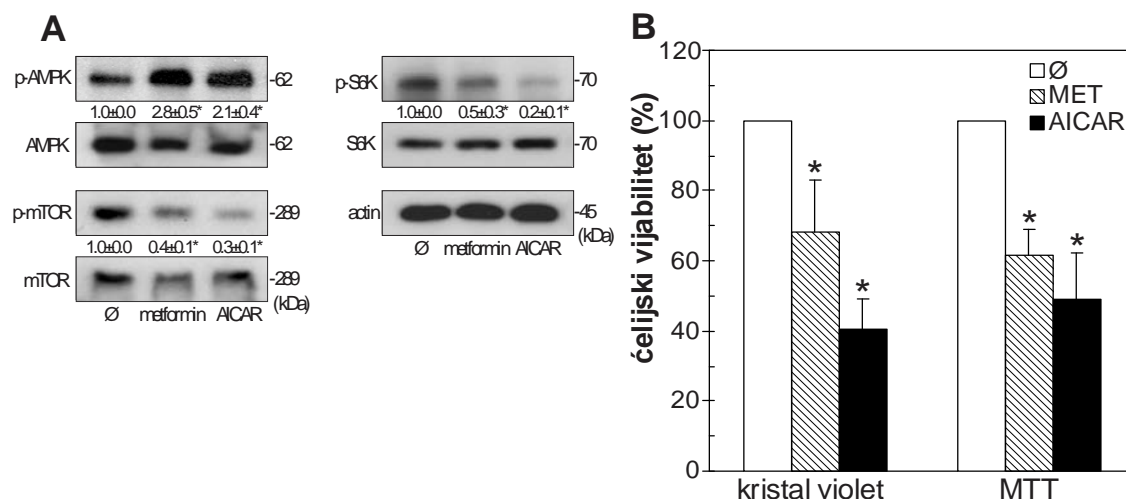 A
p-AMPK
-62
1.0±0.0 2.8±0.5* 2.1±0.4*
AMPK
-62
p-mTOR
-289
1.0±0.0 0.4±0.1* 0.3±0.1*
mTOR
-289
(kDa)
Ø metformin AICAR
p-S6K
-70
1.0±0.0 0.5±0.3* 0.2±0.1*
S6K
-70
actin
-45
(kDa)
Ø metformin AICAR
B
120
100
80
60
40
20
0
ćelijski vijabilitet (%)
Ø
MET
AICAR
* * * *
kristal violet MTT